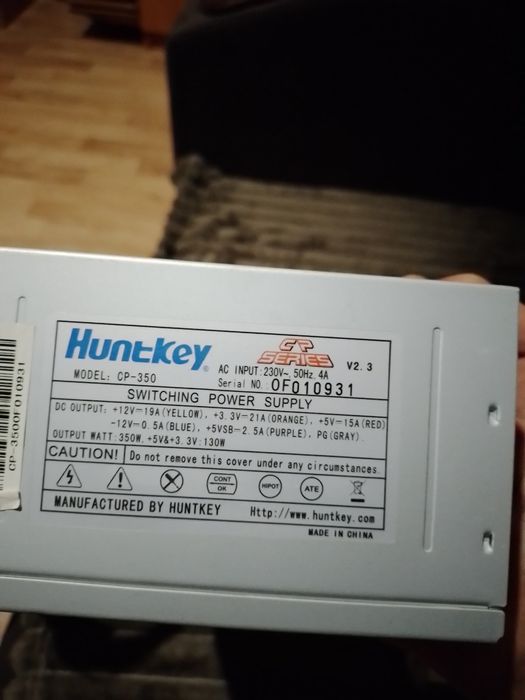 Huntkey®
CP
SERIES
V2.3
MODEL: CP-350
AC INPUT:230V~, 50Hz, 4A
Serial NO. 0F010931
SWITCHING POWER SUPPLY
DC OUTPUT: +12V-19A(YELLOW), +3.3V-21A(ORANGE), +5V-15A(RED)
-12V-0.5A(BLUE), +5VSB-2.5A(PURPLE), PG(GRAY).
OUTPUT WATT:350W,+5V&+3.3V:130W
CAUTION! Do not remove this cover under any circumstances.
CONT
OK
HIPOT
ATE
MANUFACTURED BY HUNTKEY Http://www.huntkey.com
MADE IN CHINA
CP-3500F010931